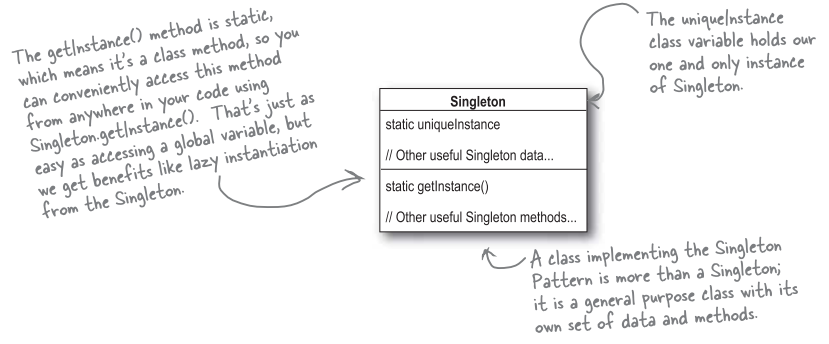 The getInstance() method is static,
which means it's a class method, so you
can conveniently access this method
from anywhere in your code using
Singleton.getInstance(). That's just as
easy as accessing a global variable, but
we get benefits like lazy instantiation
from the Singleton.
The uniqueInstance
class variable holds our
one and only instance
of Singleton.
Singleton
static uniqueInstance
// Other useful Singleton data...
static getInstance()
// Other useful Singleton methods...
A class implementing the Singleton
Pattern is more than a Singleton;
it is a general purpose class with its
own set of data and methods.